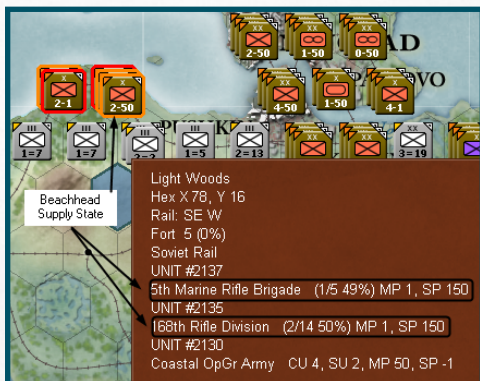 2-50
1-50
0-50
AD
2-1
2-50
4-50
1-50
4-1
VO
1=7
1=7
1=5
2=13
3=19
Beachhead
Supply State
Light Woods
Hex X 78, Y 16
Rail: SE W
Fort 5 (0%)
Soviet Rail
UNIT #2137
5th Marine Rifle Brigade (1/5 49%) MP 1, SP 150
UNIT #2135
168th Rifle Division (2/14 50%) MP 1, SP 150
UNIT #2130
Coastal OpGr Army CU 4, SU 2, MP 50, SP -1